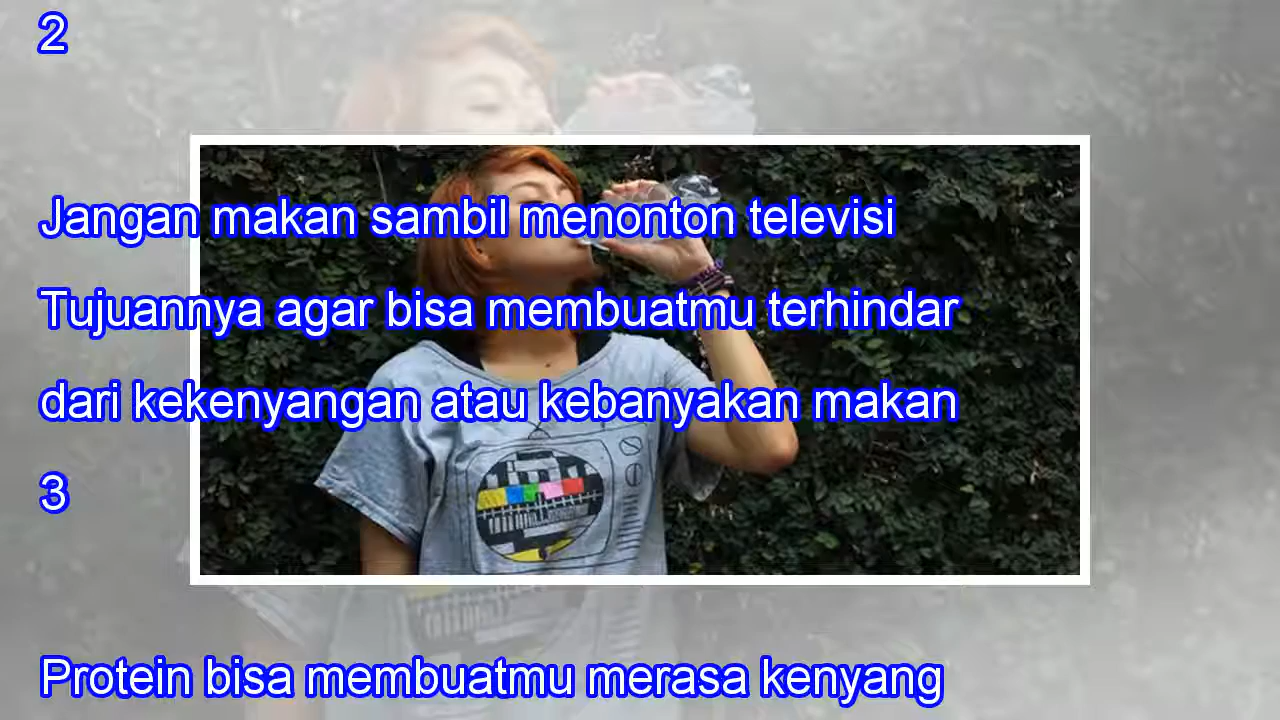 2
Jangan makan sambil menonton televisi
Tujuannya agar bisa membuatmu terhindar
dari kekenyangan atau kebanyakan makan
3
Protein bisa membuatmu merasa kenyang